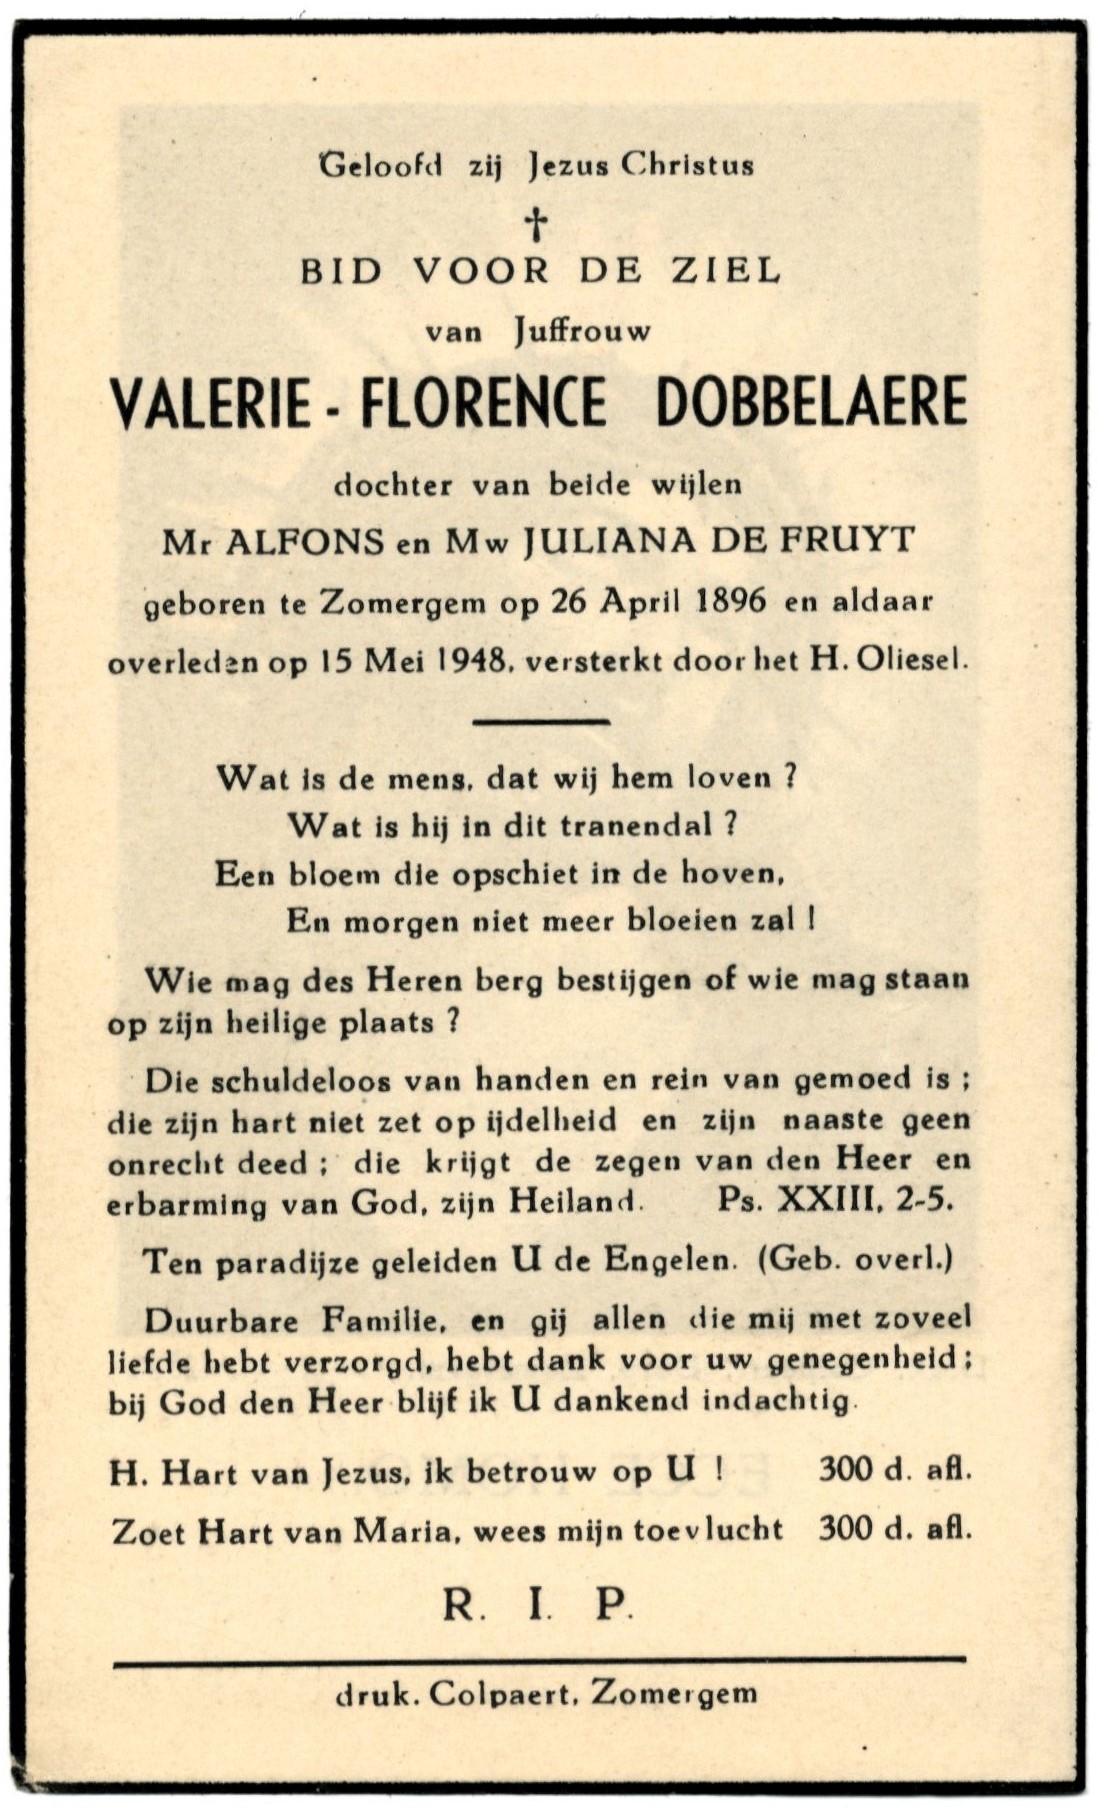 Geloofd zij Jezus Christus
✝
BID VOOR DE ZIEL
van Juffrouw
VALERIE - FLORENCE DOBBELAERE
dochter van beide wijlen
Mr ALFONS en Mw JULIANA DE FRUYT
geboren te Zomergem op 26 April 1896 en aldaar
overleden op 15 Mei 1948, versterkt door het H. Oliesel.
Wat is de mens, dat wij hem loven ?
Wat is hij in dit tranendal ?
Een bloem die opschiet in de hoven,
En morgen niet meer bloeien zal !
Wie mag des Heren berg bestijgen of wie mag staan
op zijn heilige plaats ?
Die schuldeloos van handen en rein van gemoed is ;
die zijn hart niet zet op ijdelheid en zijn naaste geen
onrecht deed ; die krijgt de zegen van den Heer en
erbarming van God, zijn Heiland. Ps. XXIII, 2-5.
Ten paradijze geleiden U de Engelen. (Geb. overl.)
Duurbare Familie, en gij allen die mij met zoveel
liefde hebt verzorgd, hebt dank voor uw genegenheid ;
bij God den Heer blijf ik U dankend indachtig.
H. Hart van Jezus, ik betrouw op U ! 300 d. afl.
Zoet Hart van Maria, wees mijn toevlucht 300 d. afl.
R. I. P.
druk. Colpaert, Zomergem